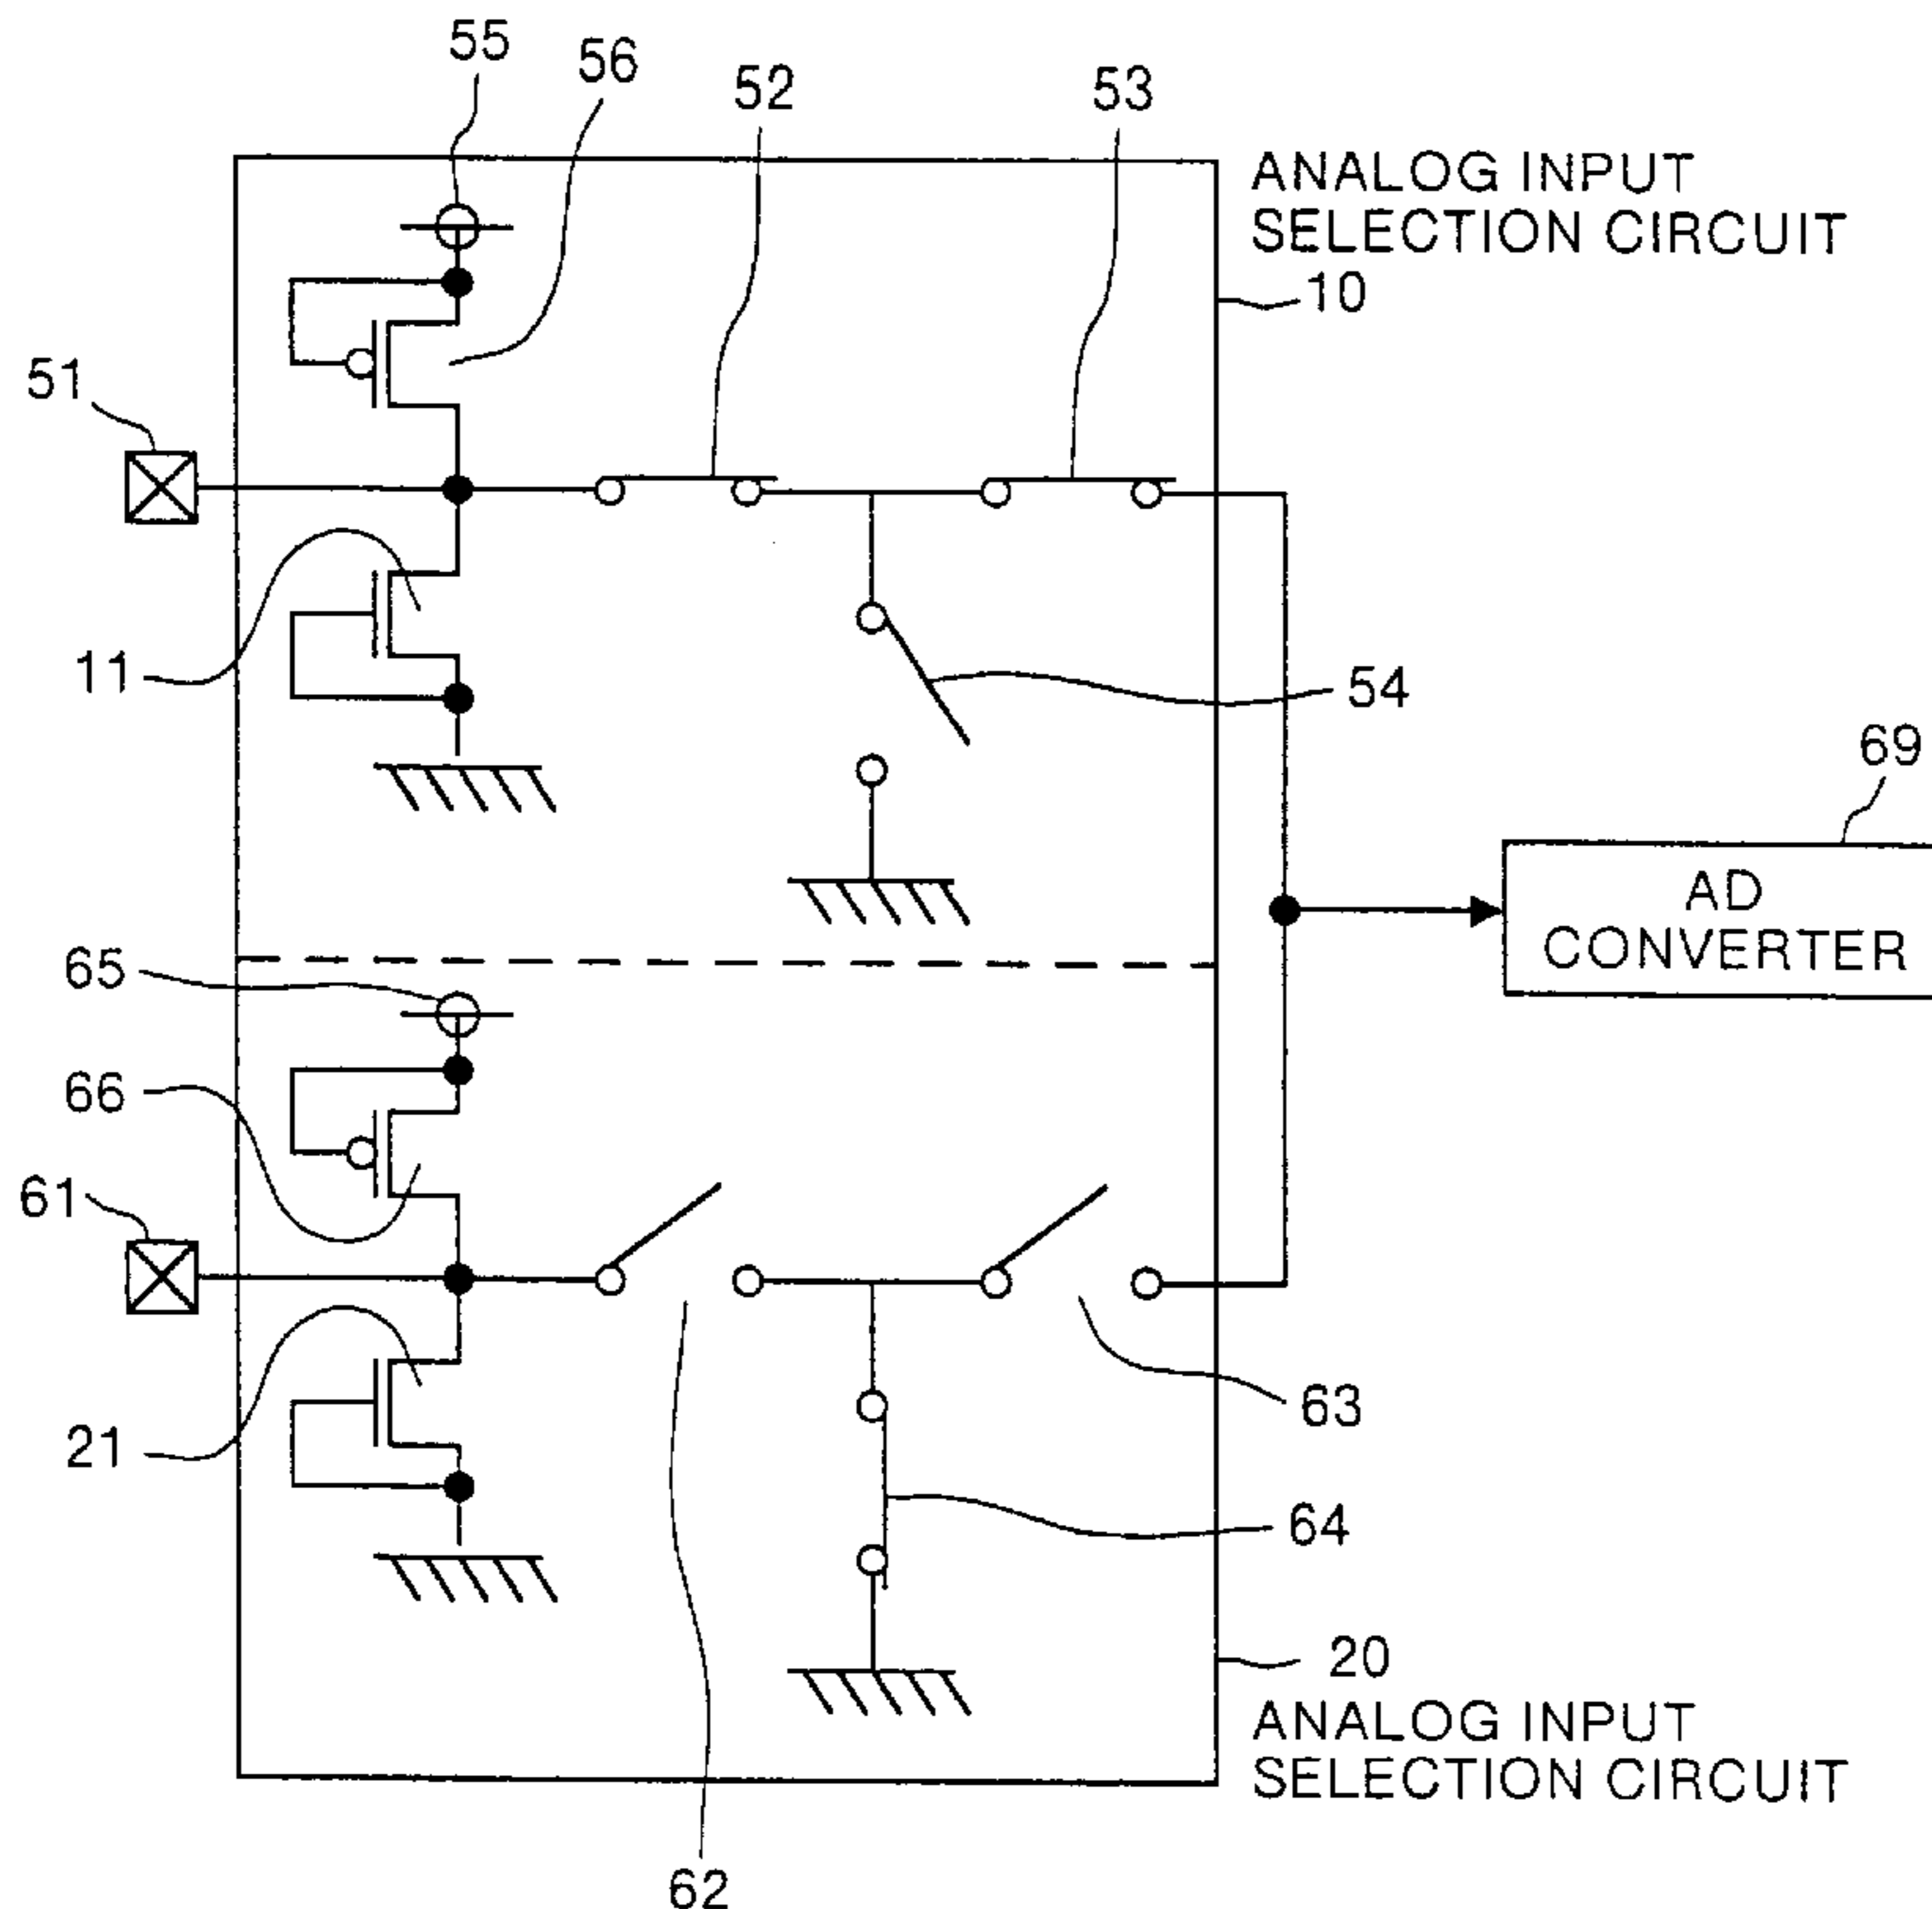 55
56
52
53
ANALOG INPUT
SELECTION CIRCUIT
10
51
11
54
69
AD
CONVERTER
65
66
61
63
21
64
20
ANALOG INPUT
SELECTION CIRCUIT
62